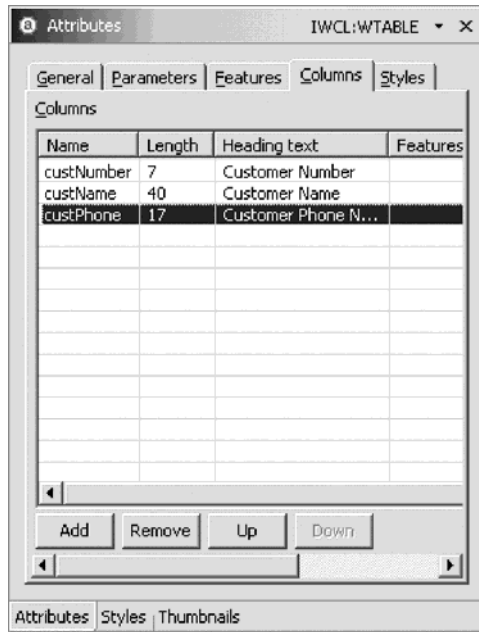 a Attributes IWCL:WTABLE
General Parameters Features Columns Styles
Columns
Name Length Heading text Features
custNumber 7 Customer Number
custName 40 Customer Name
custPhone 17 Customer Phone N...
Add Remove Up Down
Attributes Styles Thumbnails